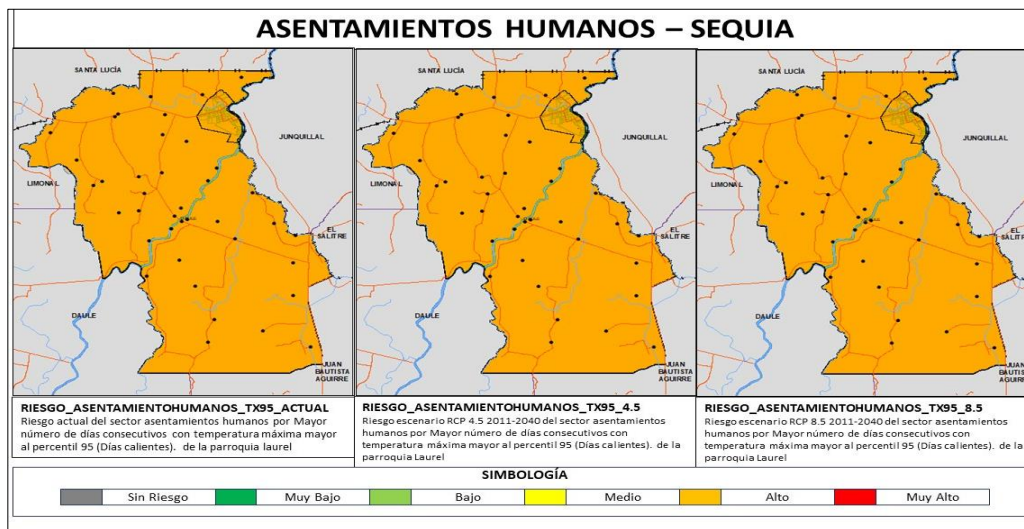 ASENTAMIENTOS HUMANOS – SEQUIA
SANTA LUCÍA
JUNQUILLAL
LIMONAL
EL
SALITRE
DAULE
JUAN
BAUTISTA
AGUIRRE
SANTA LUCÍA
JUNQUILLAL
LIMONAL
EL
SALITRE
DAULE
JUAN
BAUTISTA
AGUIRRE
SANTA LUCÍA
JUNQUILLAL
LIMONAL
EL
SALITRE
DAULE
JUAN
BAUTISTA
AGUIRRE
RIESGO_ASENTAMIENTOHUMANOS_TX95_ACTUAL
Riesgo actual del sector asentamientos humanos por Mayor
número de días consecutivos con temperatura máxima mayor
al percentil 95 (Días calientes). de la parroquia laurel
RIESGO_ASENTAMIENTOHUMANOS_TX95_4.5
Riesgo escenario RCP 4.5 2011-2040 del sector asentamientos
humanos por Mayor número de días consecutivos con
temperatura máxima mayor al percentil 95 (Días calientes). de la
parroquia Laurel
RIESGO_ASENTAMIENTOHUMANOS_TX95_8.5
Riesgo escenario RCP 8.5 2011-2040 del sector asentamientos
humanos por Mayor número de días consecutivos con
temperatura máxima mayor al percentil 95 (Días calientes). de la
parroquia Laurel
SIMBOLOGÍA
Sin Riesgo Muy Bajo Bajo Medio Alto Muy Alto